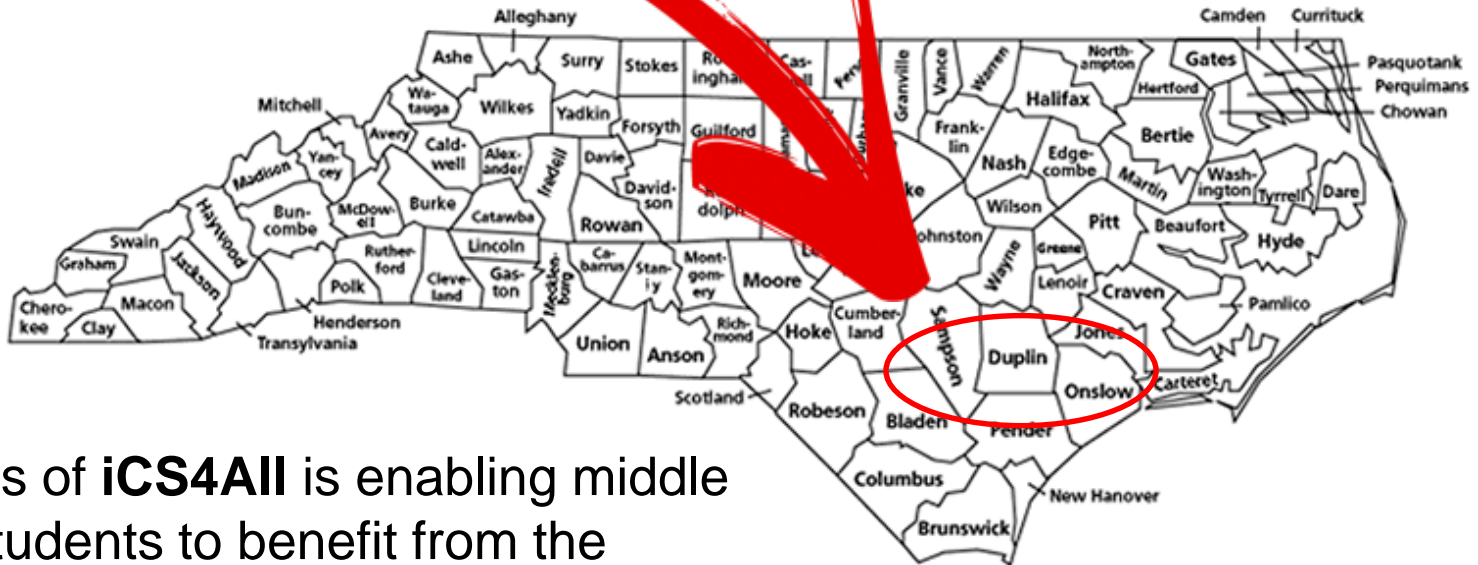 Alleghany
Camden Currituck
Ashe
Surry
Stokes
Granville
Vance
Warren
North-
ampton
Gates
Pasquotank
Perquimans
Chowan
Mitchell
Wa-
tauga
Wilkes
Yadkin
Forsyth
Guilford
Halifax
Hertford
Bertie
Avery
Cald-
well
Alex-
ander
Iredell
Davie
David-
son
Frank-
lin
Nash
Edge-
combe
Martin
Wash-
ington
Tyrrell
Dare
Madison
Yan-
cey
Haywood
Bun-
combe
McDow-
ell
Burke
Catawba
Rowan
dolph
Wilson
Pitt
Beaufort
Hyde
Swain
Graham
Jackson
Ruther-
ford
Lincoln
Cleve-
land
Gas-
ton
Mecklen-
burg
Ca-
barrus
Stan-
ly
Mont-
gom-
ery
Moore
ohnston
Wayne
Greene
Lenoir
Craven
Pamlico
Chero-
kee
Clay
Macon
Polk
Henderson
Transylvania
Union
Anson
Rich-
mond
Hoke
Cumber-
land
Sampson
Duplin
Jones
Onslow
Carteret
Scotland
Robeson
Bladen
Pender
Columbus
New Hanover
Brunswick
s of iCS4All is enabling middle
tudents to benefit from the